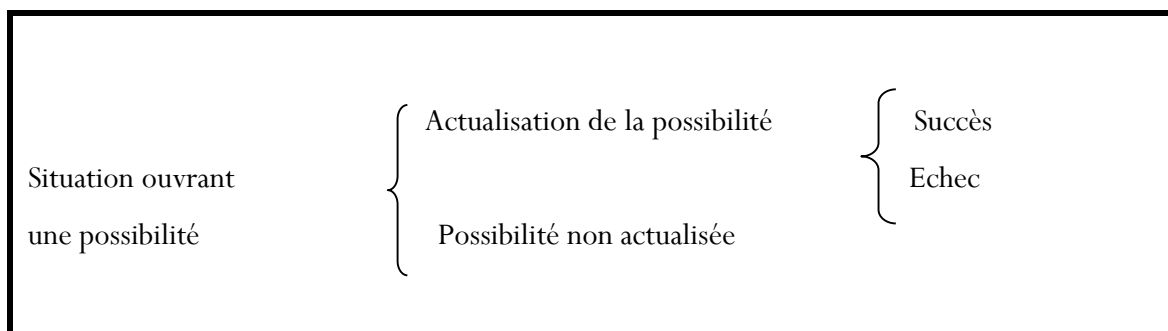 Actualisation de la possibilité
Succès
Situation ouvrant
Echec
une possibilité
Possibilité non actualisée